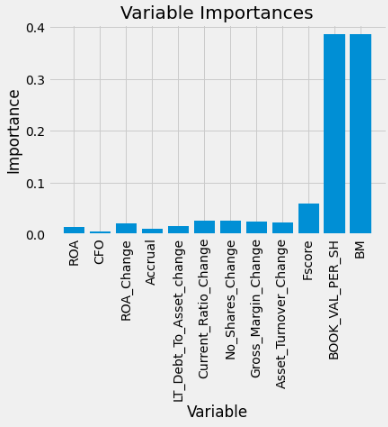 Variable Importances
Importance
0.4
0.3
0.2
0.1
0.0
ROA
CFO
ROA_Change
Accrual
LT_Debt_To_Asset_change
Current_Ratio_Change
No_Shares_Change
Gross_Margin_Change
Asset_Turnover_Change
Fscore
BOOK_VAL_PER_SH
BM
Variable